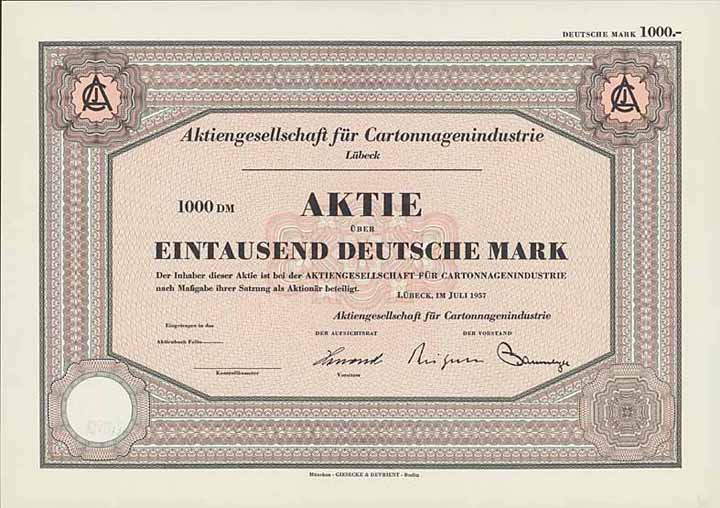 DEUTSCHE MARK 1000.-
Aktiengesellschaft für Cartonnagenindustrie
Lübeck
1000 DM
AKTIE
ÜBER
EINTAUSEND DEUTSCHE MARK
Der Inhaber dieser Aktie ist bei der AKTIENGESELLSCHAFT FÜR CARTONNAGENINDUSTRIE
nach Maßgabe ihrer Satzung als Aktionär beteiligt.
LÜBECK, IM JULI 1957
Aktiengesellschaft für Cartonnagenindustrie
Eingetragen in das
Aktienbuch Folio
DER AUFSICHTSRAT
DER VORSTAND
Kontrollbeamter
Vorsitzer
München - GIESECKE & DEVRIENT - Berlin